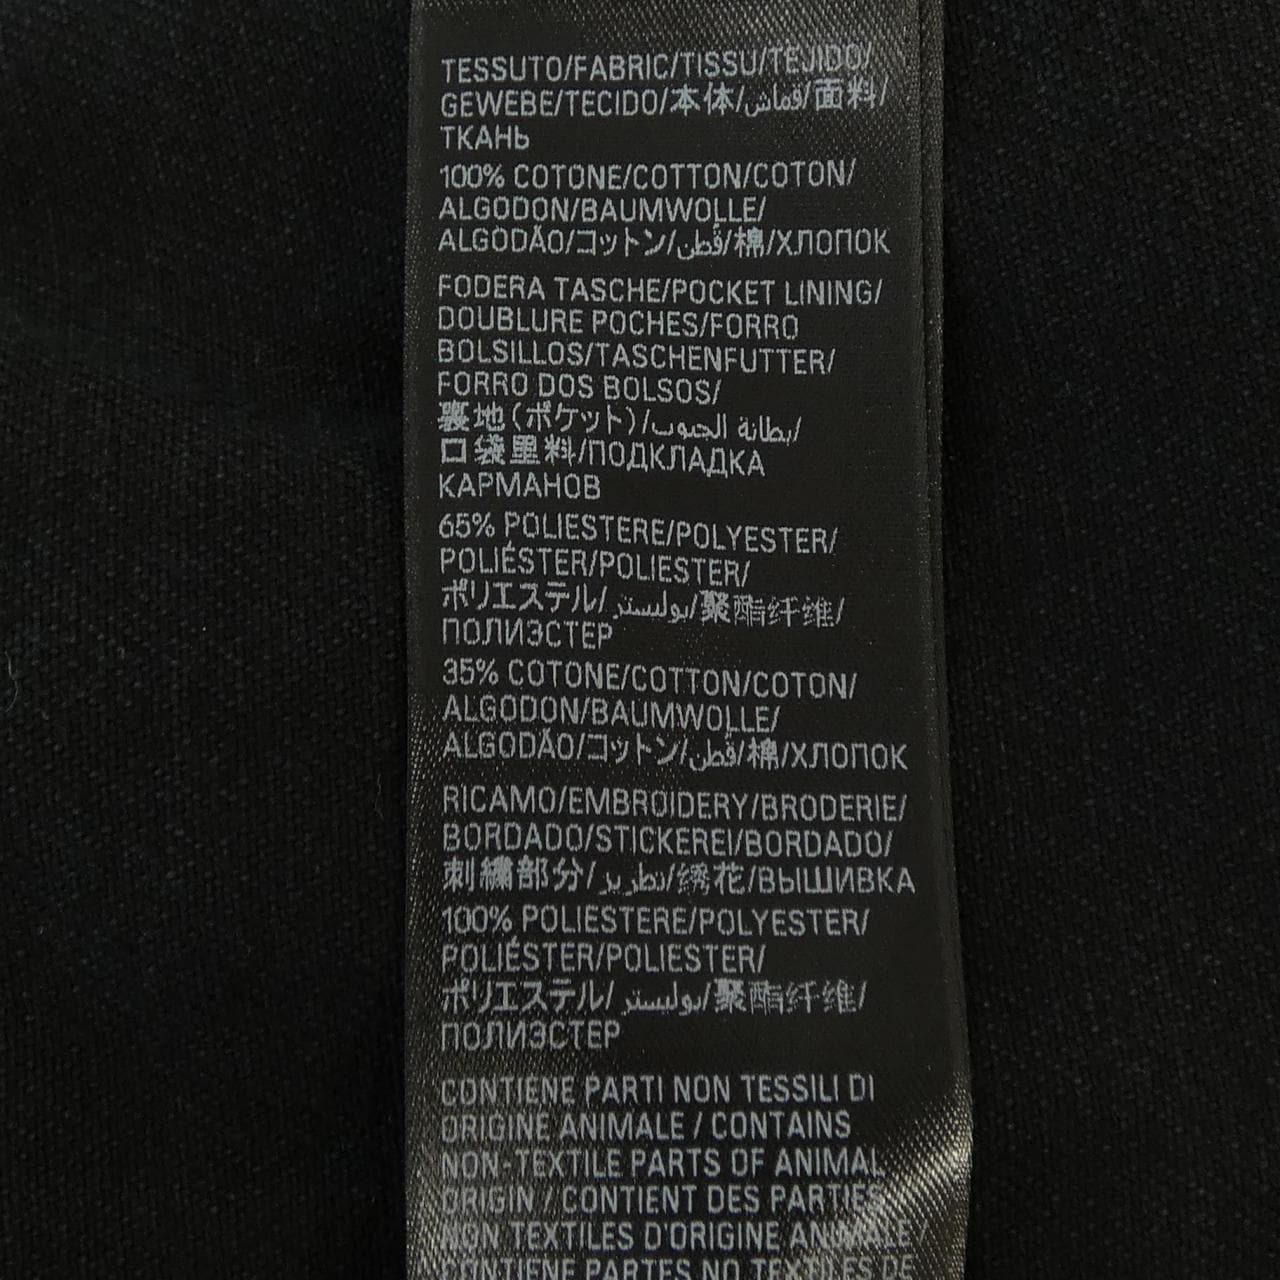 TESSUTO/FABRIC/TISSU/TEJIDO/
GEWEBE/TECIDO/本体/قماش/面料/
ТКАНЬ
100% COTONE/COTTON/COTON/
ALGODON/BAUMWOLLE/
ALGODÃO/コットン/قُطن/棉/ХЛОПОК
FODERA TASCHE/POCKET LINING/
DOUBLURE POCHES/FORRO
BOLSILLOS/TASCHENFUTTER/
FORRO DOS BOLSOS/
裏地(ポケット)/بطانة الجيوب/
口袋里料/ПОДКЛАДКА
КАРМАНОВ
65% POLIESTERE/POLYESTER/
POLIÉSTER/POLIESTER/
ポリエステル/بوليستر/聚酯纤维/
ПОЛИЭСТЕР
35% COTONE/COTTON/COTON/
ALGODON/BAUMWOLLE/
ALGODÃO/コットン/قُطن/棉/ХЛОПОК
RICAMO/EMBROIDERY/BRODERIE/
BORDADO/STICKEREI/BORDADO/
刺繍部分/تطريز/绣花/ВЫШИВКА
100% POLIESTERE/POLYESTER/
POLIÉSTER/POLIESTER/
ポリエステル/بوليستر/聚酯纤维/
ПОЛИЭСТЕР
CONTIENE PARTI NON TESSILI DI
ORIGINE ANIMALE / CONTAINS
NON-TEXTILE PARTS OF ANIMAL
ORIGIN / CONTIENT DES PARTIES
NON TEXTILES D'ORIGINE ANIMALE/
CONTIENE PARTES NO TEXTILES DE